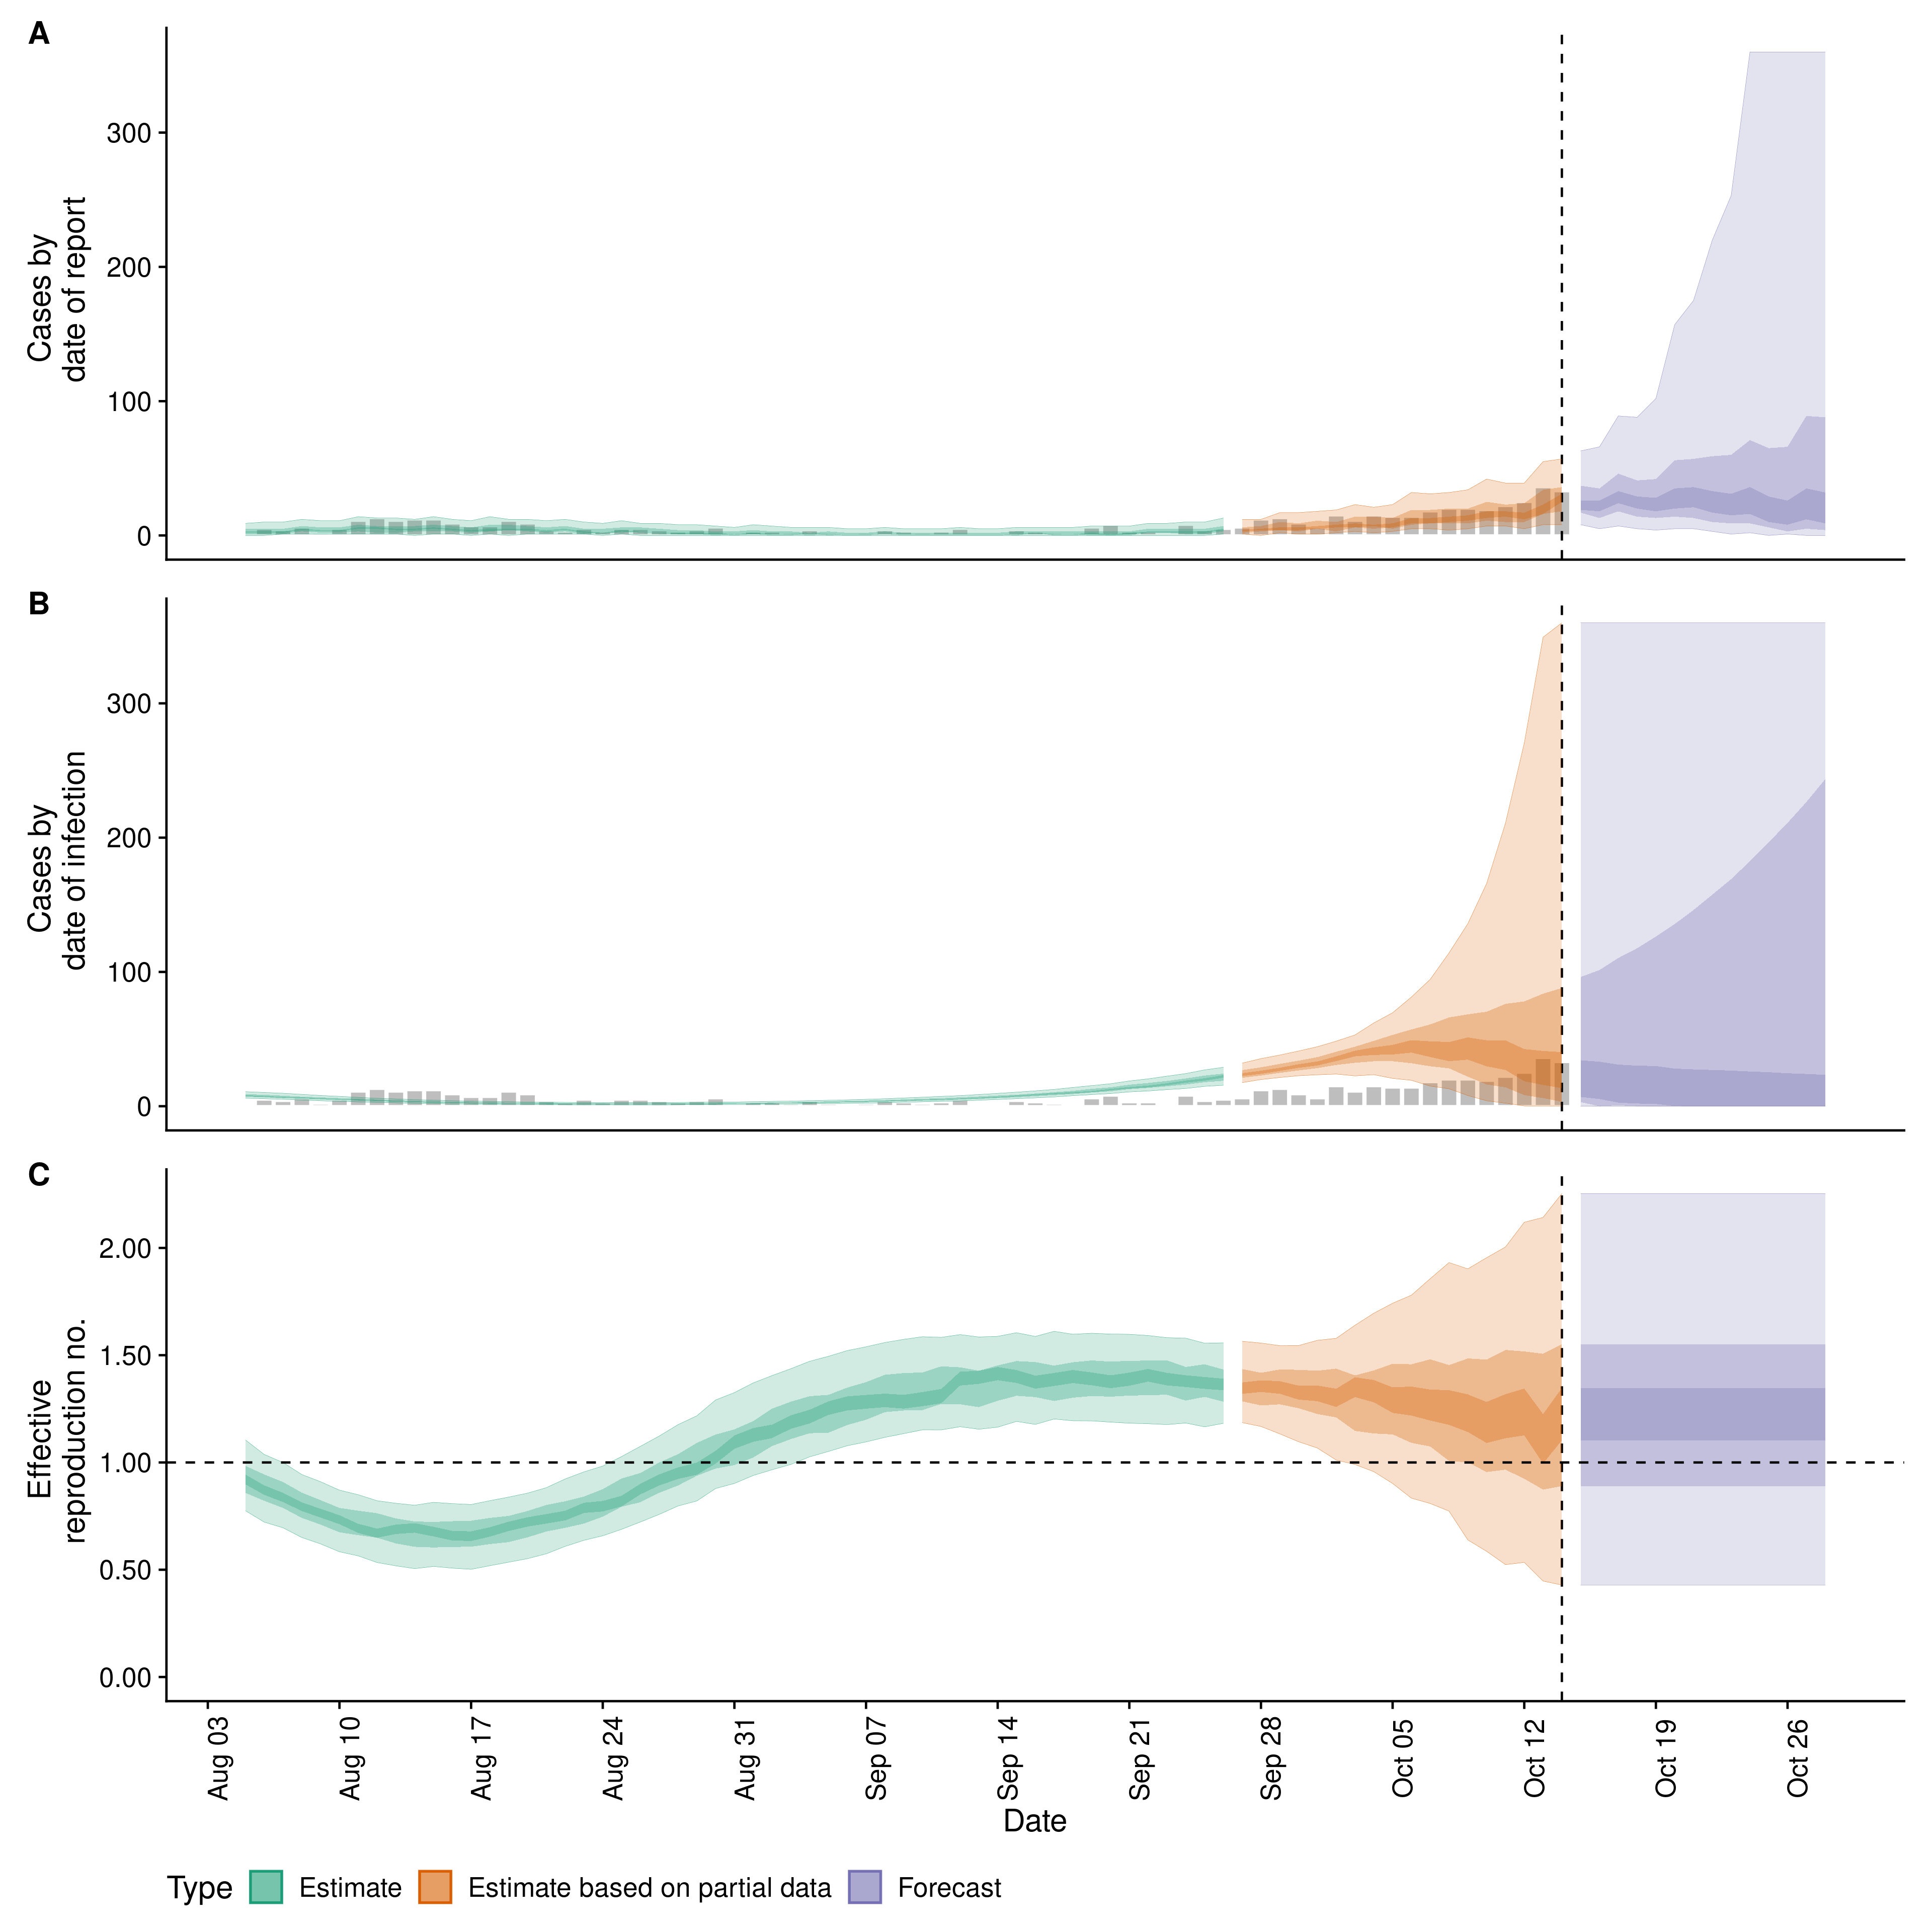 A
Cases by
date of report
300
200
100
0
B
Cases by
date of infection
300
200
100
0
C
Effective
reproduction no.
2.00
1.50
1.00
0.50
0.00
Aug 03
Aug 10
Aug 17
Aug 24
Aug 31
Sep 07
Sep 14
Sep 21
Sep 28
Oct 05
Oct 12
Oct 19
Oct 26
Date
Type Estimate Estimate based on partial data Forecast